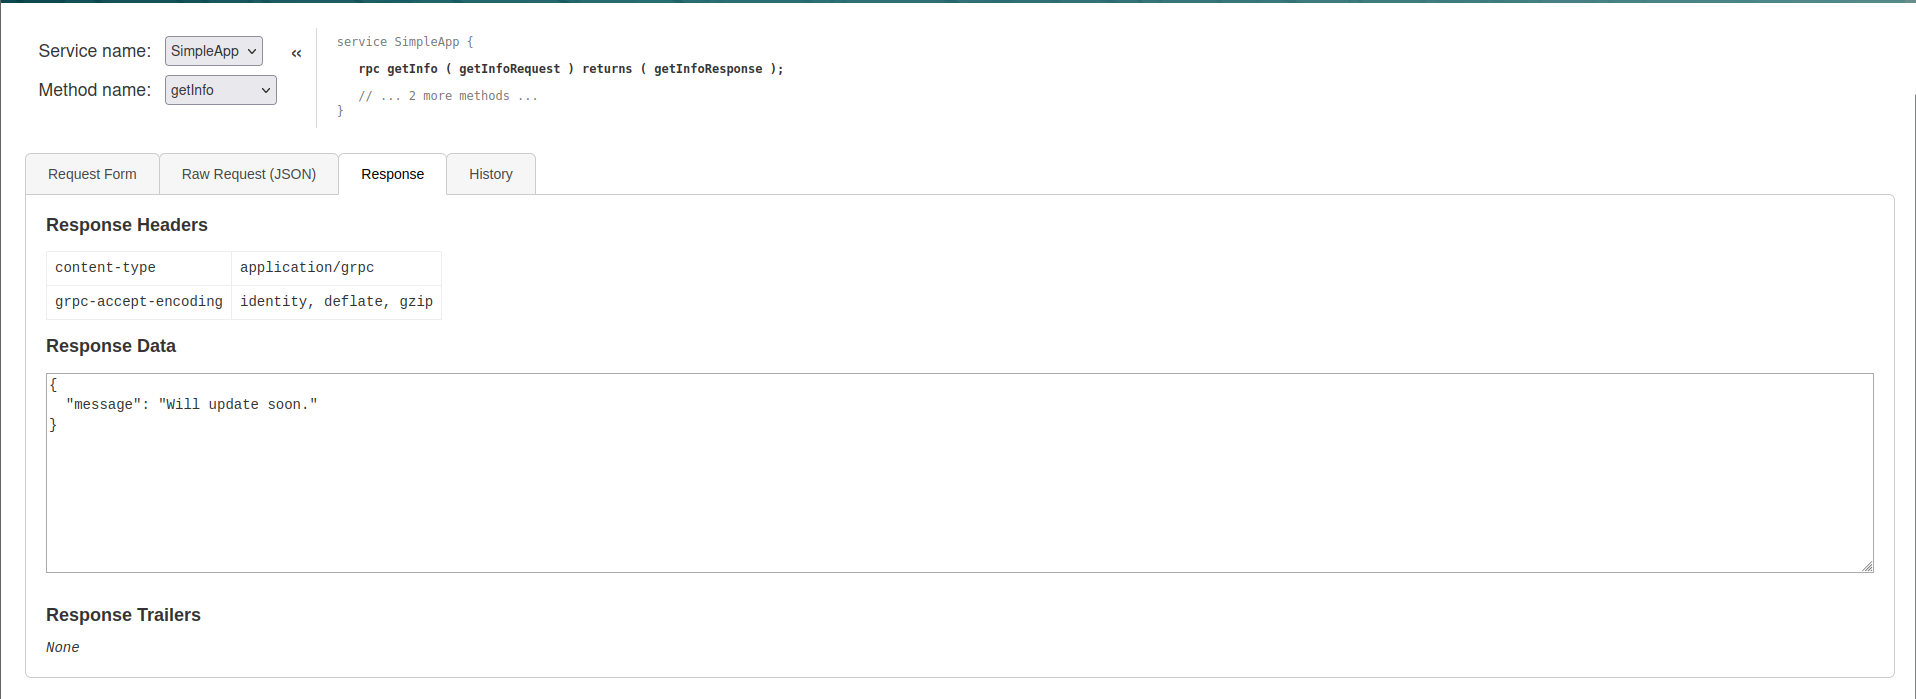 Service name: SimpleApp «
Method name: getInfo
service SimpleApp {
rpc getInfo ( getInfoRequest ) returns ( getInfoResponse );
// ... 2 more methods ...
}
Request Form Raw Request (JSON) Response History
Response Headers
content-type application/grpc
grpc-accept-encoding identity, deflate, gzip
Response Data
{
"message": "Will update soon."
}
Response Trailers
None